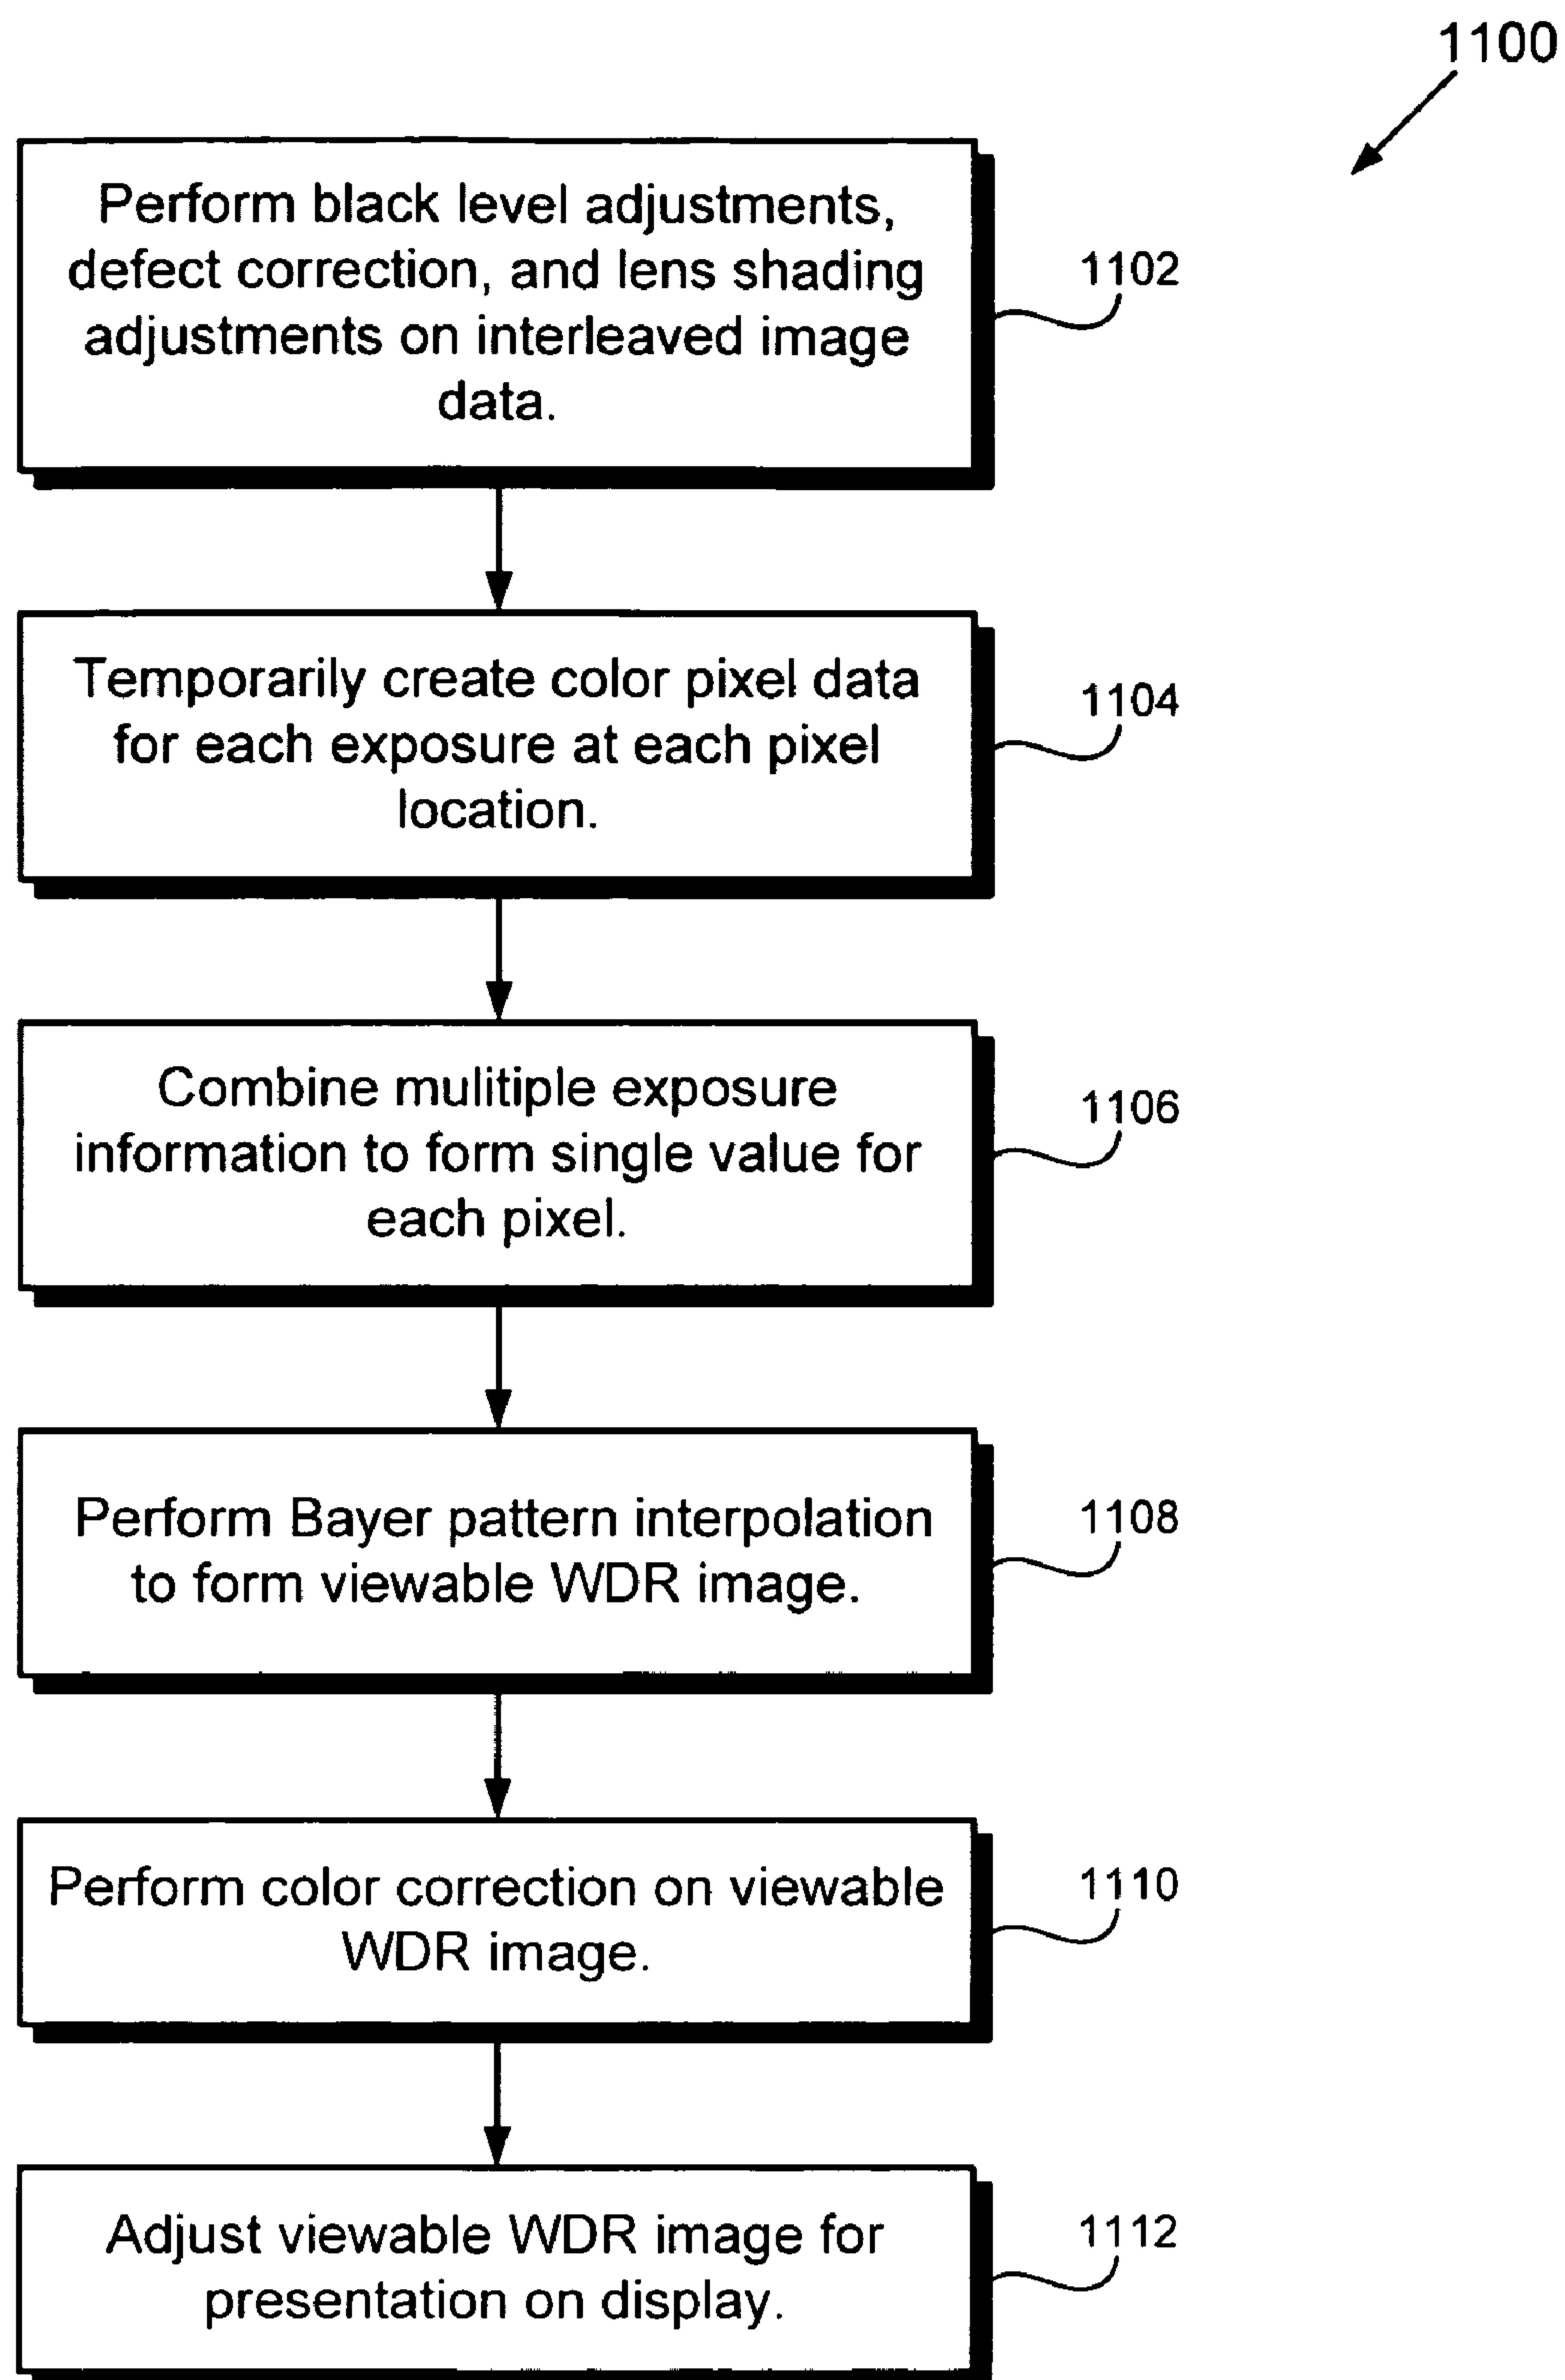 1100
Perform black level adjustments,
defect correction, and lens shading
adjustments on interleaved image
data.
1102
Temporarily create color pixel data
for each exposure at each pixel
location.
1104
Combine mulitiple exposure
information to form single value for
each pixel.
1106
Perform Bayer pattern interpolation
to form viewable WDR image.
1108
Perform color correction on viewable
WDR image.
1110
Adjust viewable WDR image for
presentation on display.
1112